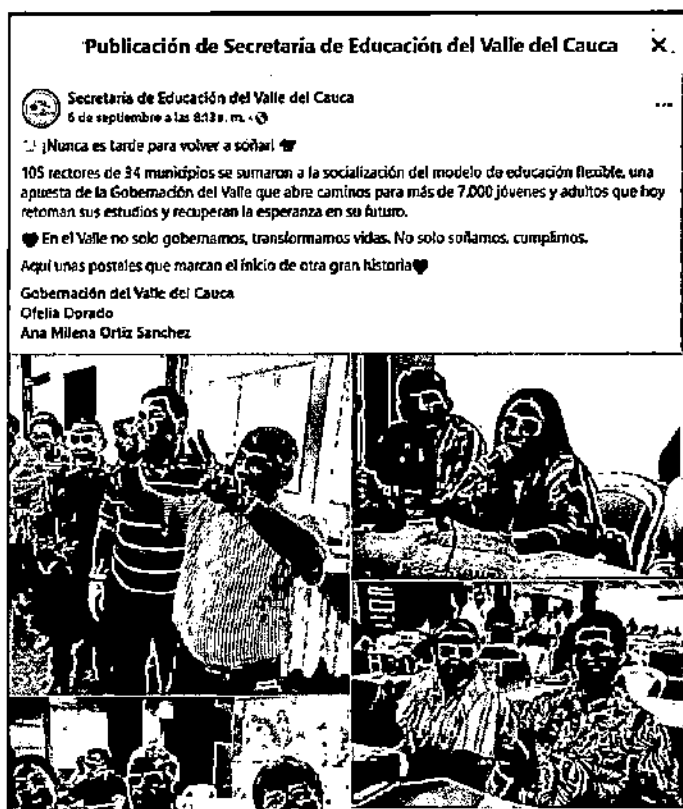 Publicación de Secretaría de Educación del Valle del Cauca
Secretaría de Educación del Valle del Cauca
6 de septiembre a las 8:13 a. m. ·
¡Nunca es tarde para volver a soñar!
105 rectores de 34 municipios se sumaron a la socialización del modelo de educación flexible, una
apuesta de la Gobernación del Valle que abre caminos para más de 7.000 jóvenes y adultos que hoy
retoman sus estudios y recuperan la esperanza en su futuro.
🖤 En el Valle no solo gobernamos, transformamos vidas. No solo soñamos, cumplimos.
Aquí unas postales que marcan el inicio de otra gran historia🖤
Gobernación del Valle del Cauca
Ofelia Dorado
Ana Milena Ortiz Sanchez